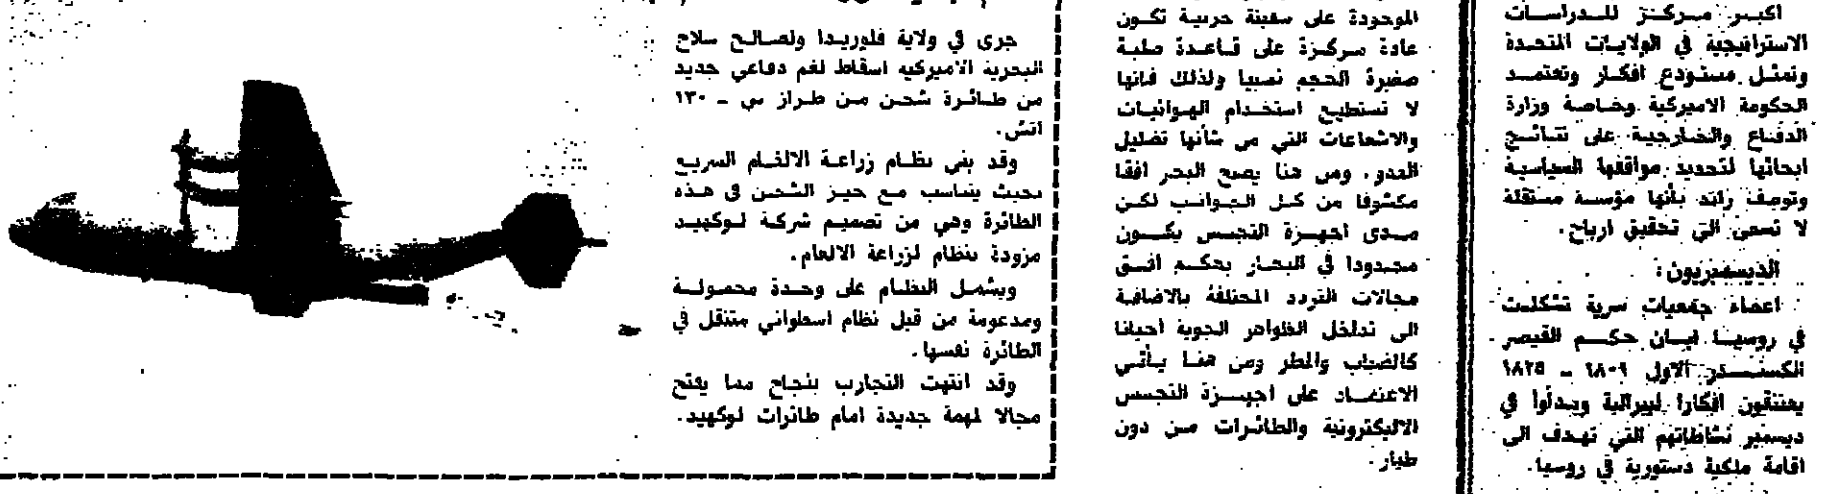 اكبر مركز للدراسات
الاستراتيجية في الولايات المتحدة
وتمثل مستودع افكار وتعتمد
الحكومة الاميركية وخاصة وزارة
الدفاع والخارجية على نتائج
ابحاثها لتحديد مواقفها السياسية
وتوصف راند بأنها مؤسسة مستقلة
لا تسعى الى تحقيق ارباح.
الديسمبريون:
اعضاء جمعيات سرية تشكلت
في روسيا ابان حكم القيصر
الكسندر الاول ١٨٠١ ـ ١٨٢٥
يعتنقون افكارا ليبرالية وبدأوا في
ديسمبر نشاطاتهم التي تهدف الى
اقامة ملكية دستورية في روسيا.
الموجودة على سفينة حربية تكون
عادة مركزة على قاعدة صلبة
صغيرة الحجم نسبيا ولذلك فانها
لا تستطيع استخدام الهوائيات
والاشعاعات التي من شأنها تضليل
العدو. ومن هنا يصبح البحر افقا
مكشوفا من كل الجوانب لكن
مدى اجهزة التجسس يكون
محدودا في البحار بحكم افق
مجالات التردد المختلفة بالاضافة
الى تداخل الظواهر الجوية احيانا
كالضباب والمطر ومن هنا يأتي
الاعتماد على اجهزة التجسس
الاليكترونية والطائرات من دون
طيار.
جرى في ولاية فلوريدا ولصالح سلاح
البحرية الاميركيه اسقاط لغم دفاعي جديد
من طائرة شحن من طراز سي ـ ١٣٠
اتش.
وقد بني نظام زراعة الالغام السريع
بحيث يتناسب مع حيز الشحن في هذه
الطائرة وهي من تصميم شركة لوكهيد
مزودة بنظام لزراعة الالغام.
ويشمل النظام على وحدة محمولة
ومدعومة من قبل نظام اسطواني متنقل في
الطائرة نفسها.
وقد انتهت التجارب بنجاح مما يفتح
مجالا لمهمة جديدة امام طائرات لوكهيد.